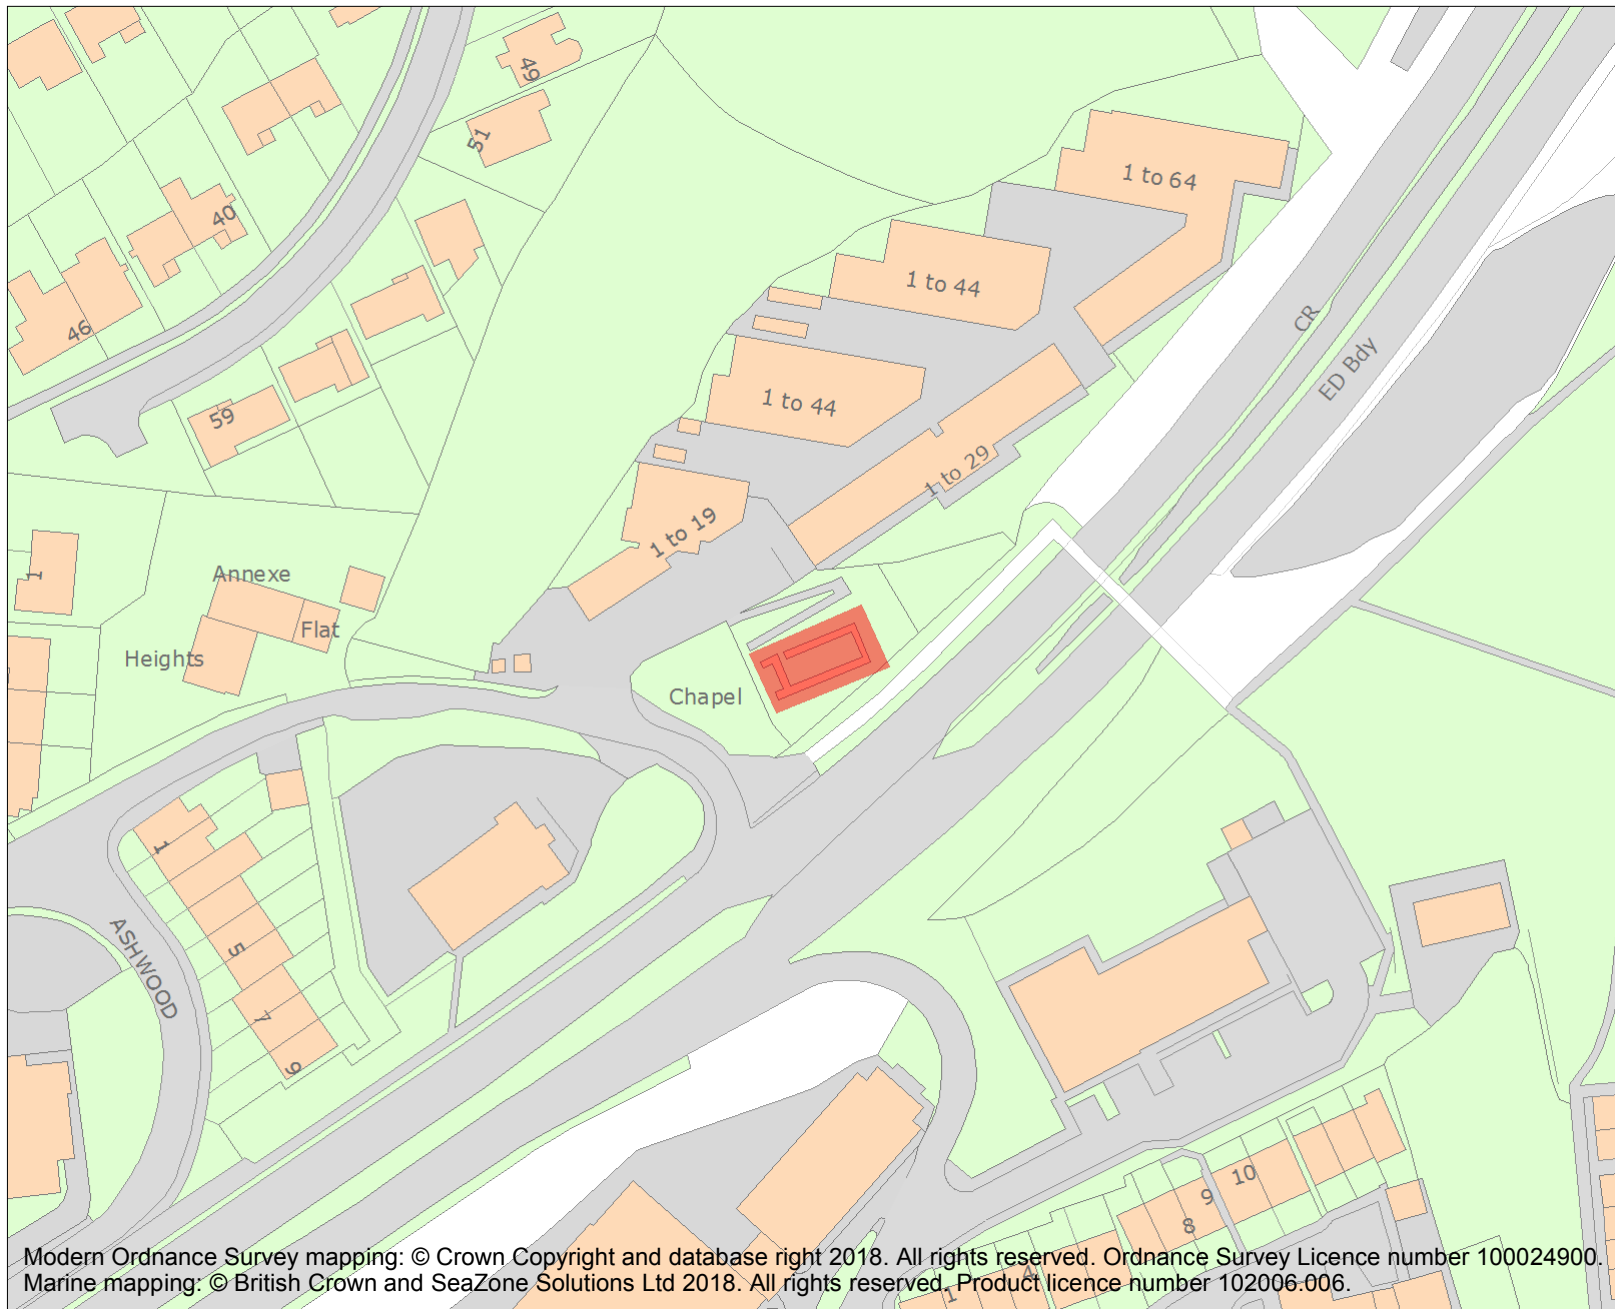 49
51
1 to 64
40
1 to 44
CR
46
ED Bdy
1 to 44
59
1 to 29
1 to 19
1
Annexe
Flat
Heights
Chapel
1
5
ASHWOOD
7
9
10
9
8
4
1
Modern Ordnance Survey mapping: © Crown Copyright and database right 2018. All rights reserved. Ordnance Survey Licence number 100024900.
Marine mapping: © British Crown and SeaZone Solutions Ltd 2018. All rights reserved. Product licence number 102006.006.